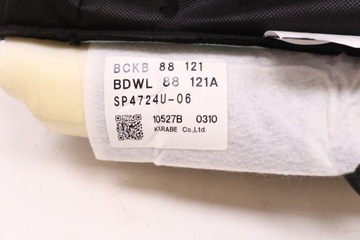 BCKB 88 121
BDWL 88 121A
SP4724U-06
10527B 0310
KURABE Co.,Ltd.